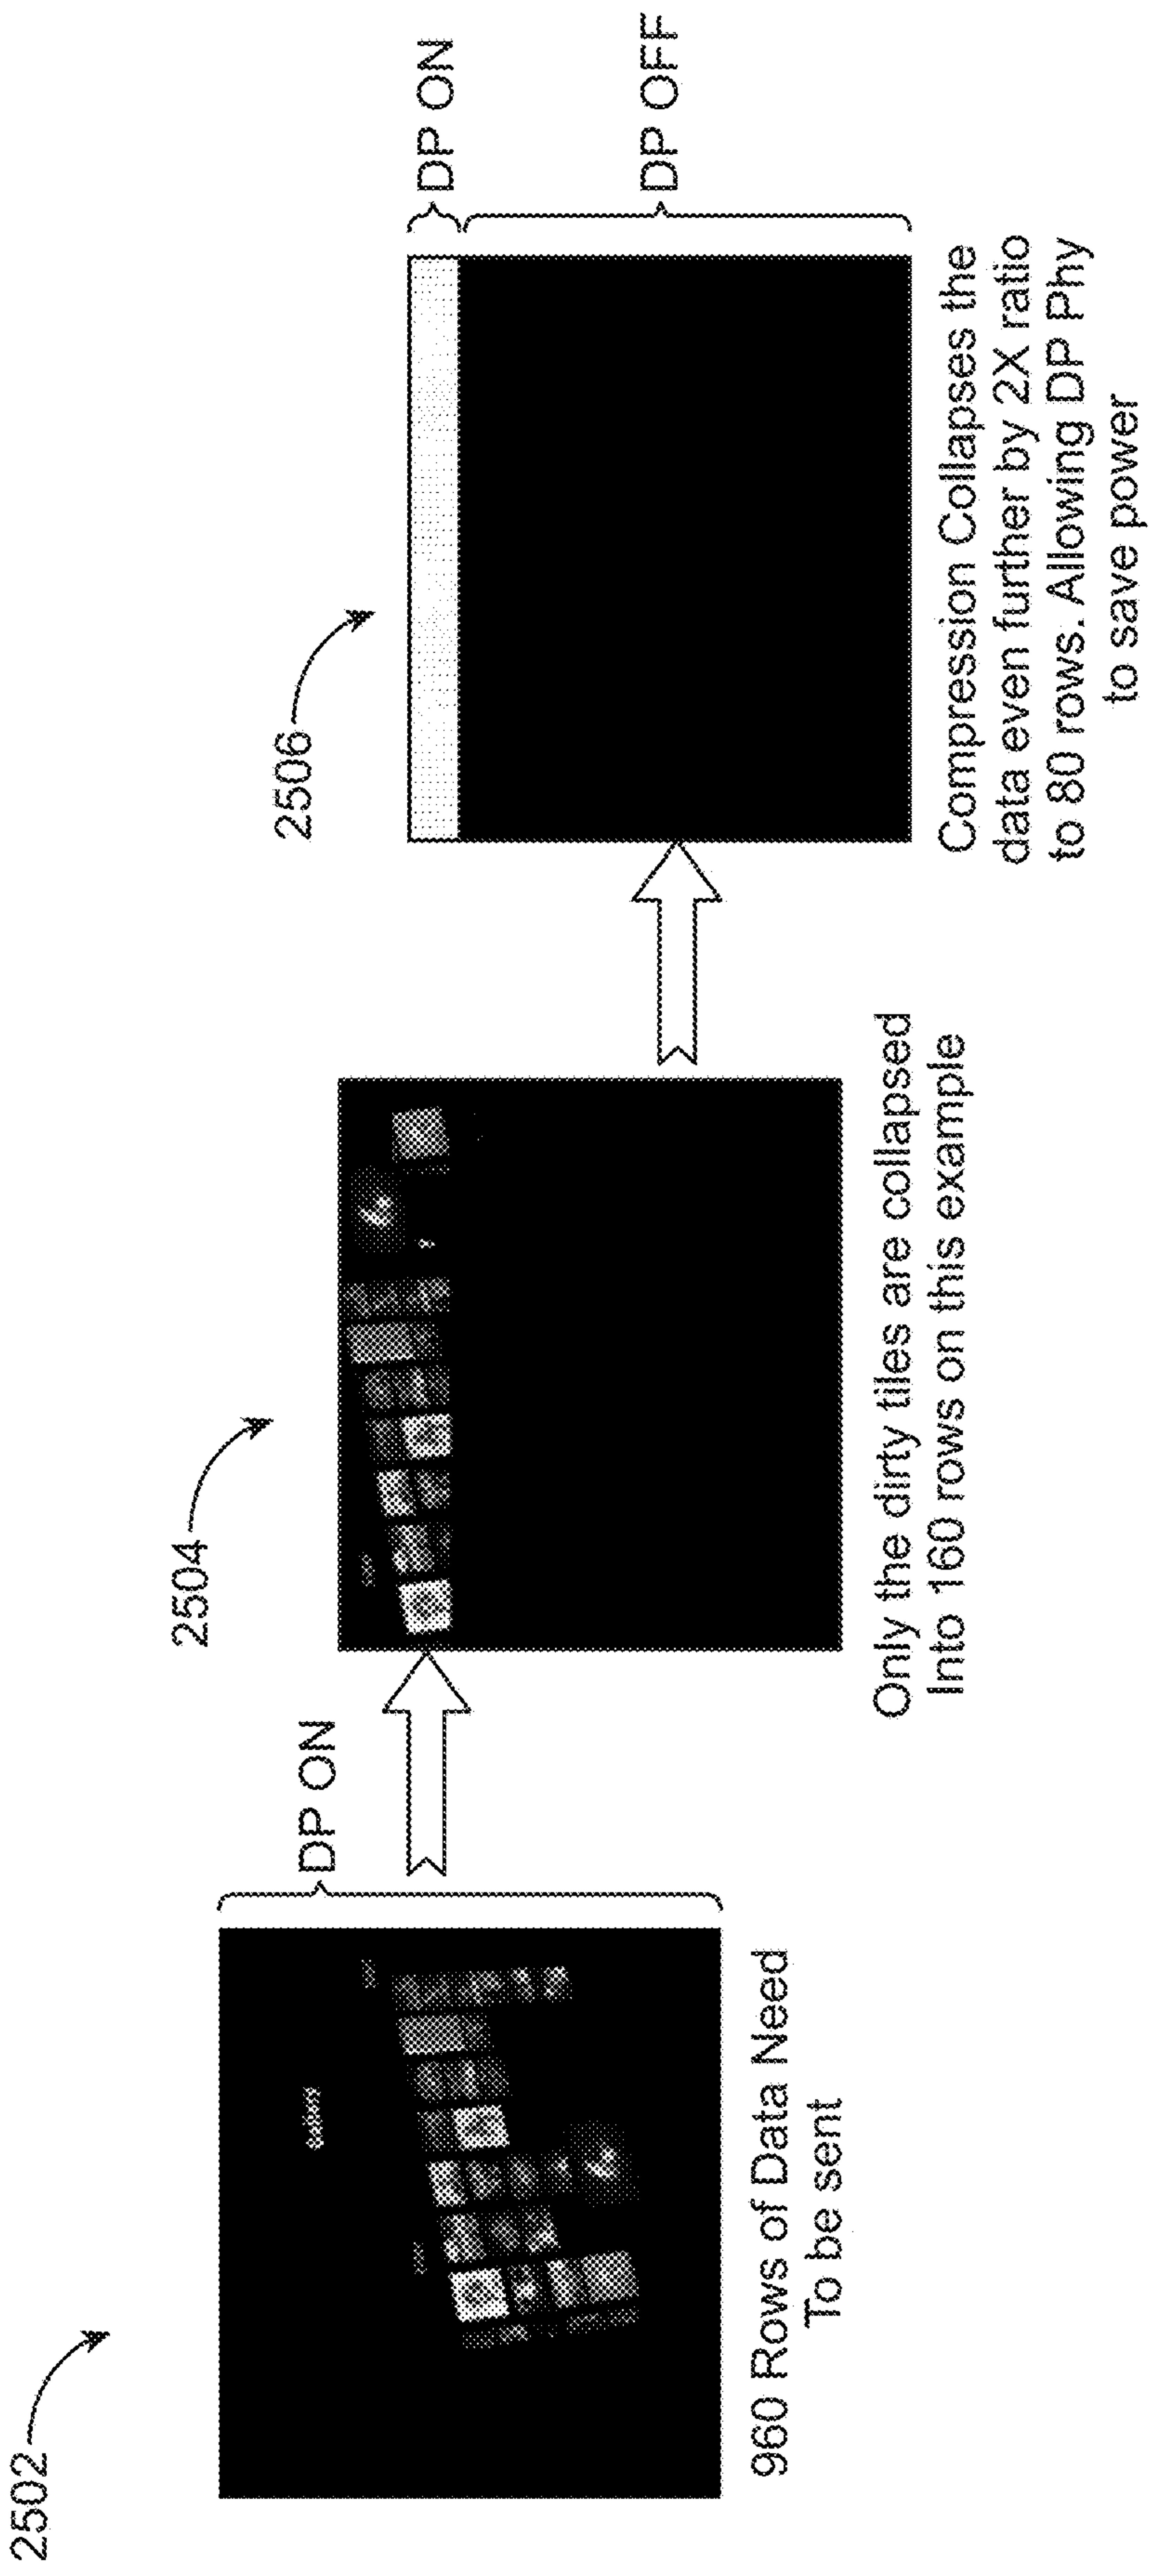 2502
DP ON
Gallery
960 Rows of Data Need
To be sent
2504
Only the dirty tiles are collapsed
Into 160 rows on this example
2506
DP ON
DP OFF
Compression Collapses the
data even further by 2X ratio
to 80 rows. Allowing DP Phy
to save power